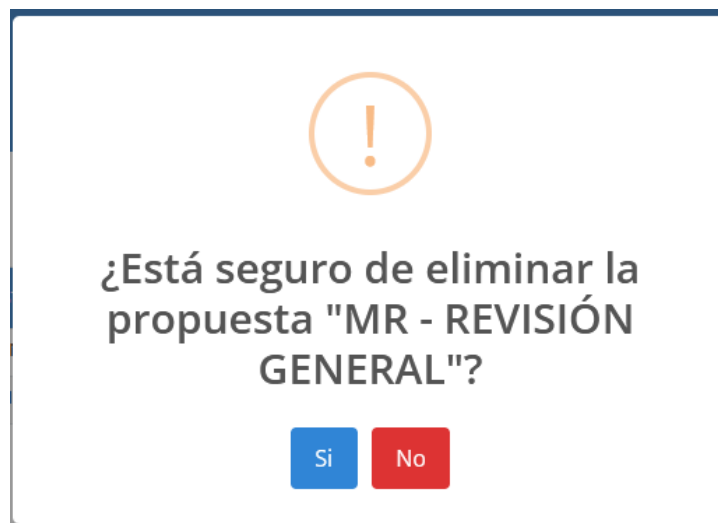 !
¿Está seguro de eliminar la
propuesta "MR - REVISIÓN
GENERAL"?
Si No